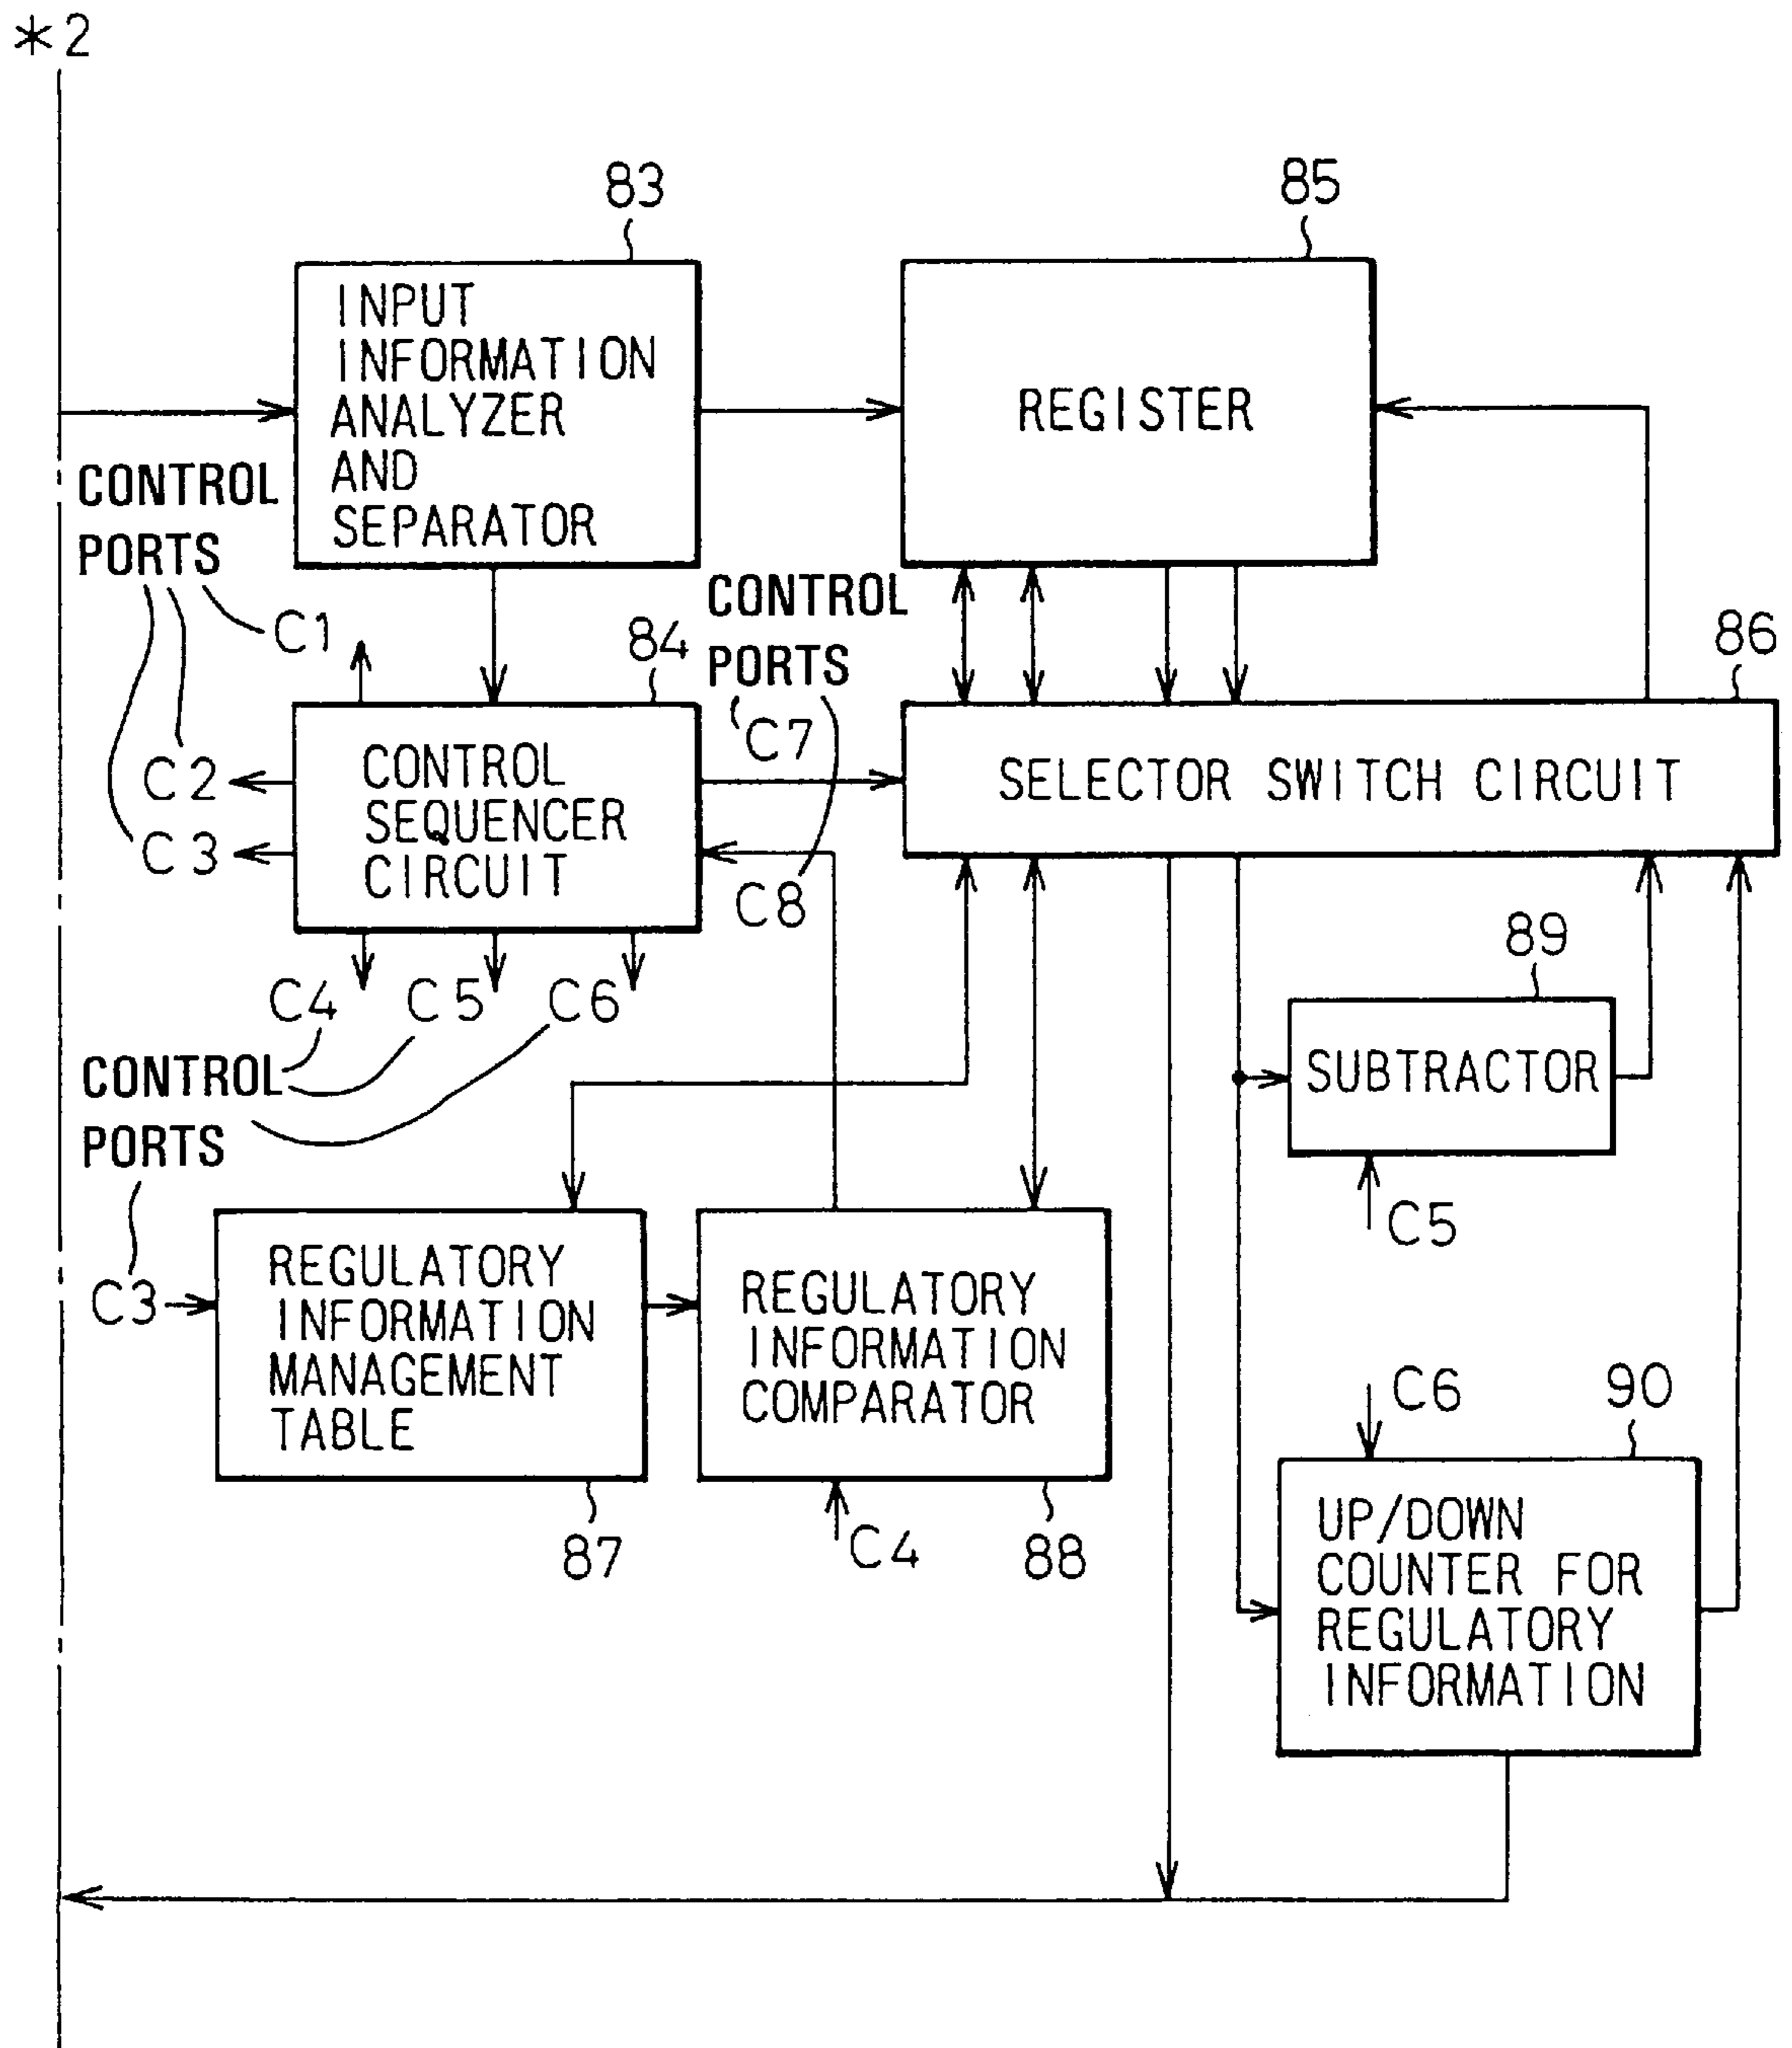 *2
83
85
INPUT
INFORMATION
ANALYZER
AND
SEPARATOR
REGISTER
CONTROL
PORTS
C1
84
CONTROL
PORTS
C7
86
C2
C3
CONTROL
SEQUENCER
CIRCUIT
SELECTOR SWITCH CIRCUIT
C8
C4
C5
C6
89
CONTROL
PORTS
SUBTRACTOR
C5
C3
REGULATORY
INFORMATION
MANAGEMENT
TABLE
REGULATORY
INFORMATION
COMPARATOR
C6
90
87
C4
88
UP/DOWN
COUNTER FOR
REGULATORY
INFORMATION